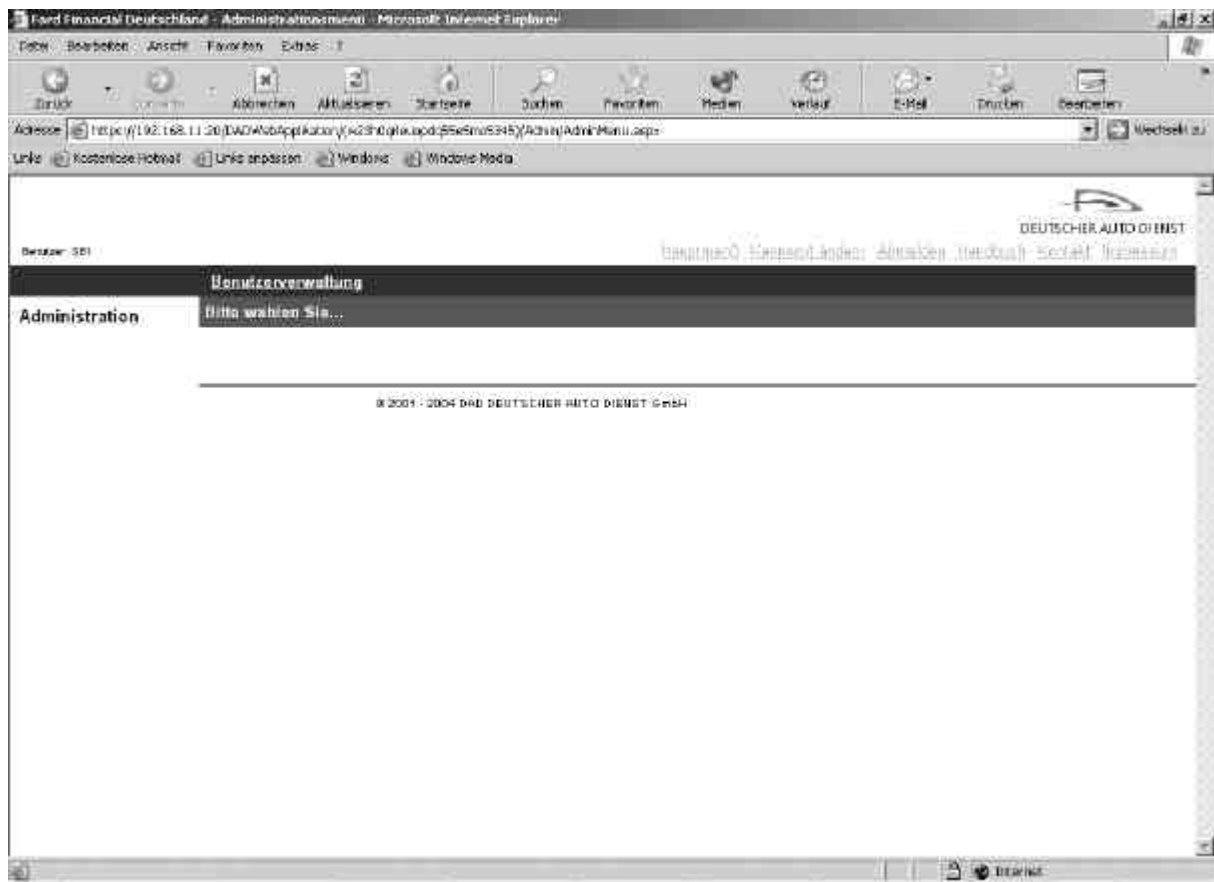 Ford Financial Deutschland - Administrationsmenü - Microsoft Internet Explorer
Datei Bearbeiten Ansicht Favoriten Extras ?
Zurück Abbrechen Aktualisieren Startseite Suchen Favoriten Medien Verlauf E-Mail Drucken Bearbeiten
Adresse Wechseln zu
Links Kostenlose Hotmail Links anpassen Windows Windows Media
DEUTSCHER AUTO DIENST
Benutzer
Hauptmenü Kennwort ändern Abmelden Handbuch Kontakt Impressum
Benutzerverwaltung
Administration
Bitte wählen Sie...
© 2001 - 2004 DAD DEUTSCHER AUTO DIENST GmbH
Internet